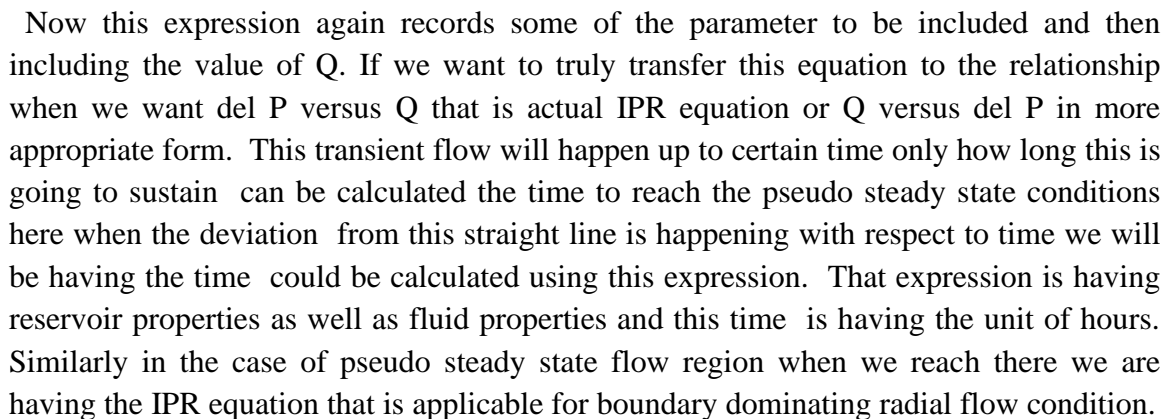 Now this expression again records some of the parameter to be included and then
including the value of Q. If we want to truly transfer this equation to the relationship
when we want del P versus Q that is actual IPR equation or Q versus del P in more
appropriate form. This transient flow will happen up to certain time only how long this is
going to sustain can be calculated the time to reach the pseudo steady state conditions
here when the deviation from this straight line is happening with respect to time we will
be having the time could be calculated using this expression. That expression is having
reservoir properties as well as fluid properties and this time is having the unit of hours.
Similarly in the case of pseudo steady state flow region when we reach there we are
having the IPR equation that is applicable for boundary dominating radial flow condition.